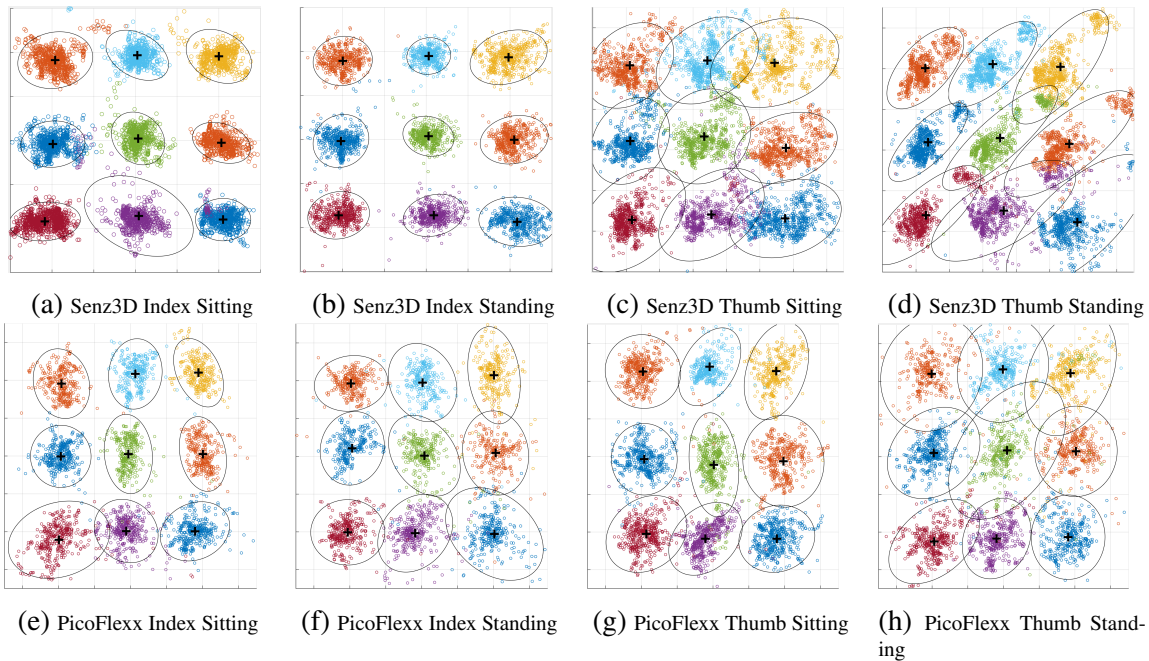 (a) Senz3D Index Sitting
(b) Senz3D Index Standing
(c) Senz3D Thumb Sitting
(d) Senz3D Thumb Standing
(e) PicoFlexx Index Sitting
(f) PicoFlexx Index Standing
(g) PicoFlexx Thumb Sitting
(h) PicoFlexx Thumb Stand-
ing